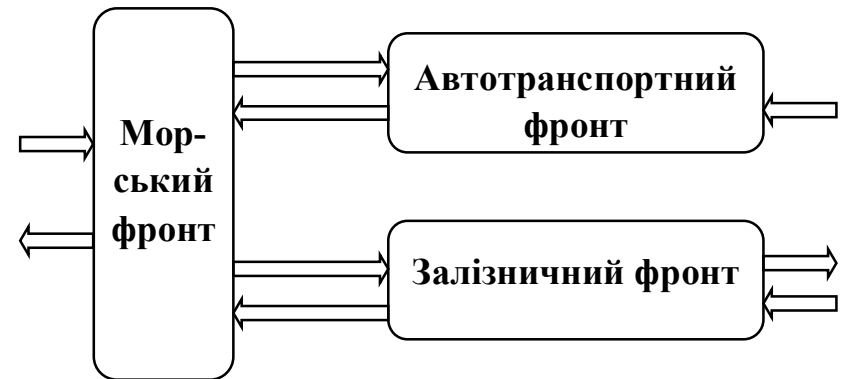 Мор-
ський
фронт
Автотранспортний
фронт
Залізничний фронт